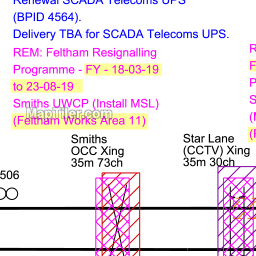 Renewal SCADA Telecoms UPS
(BPID 4564).
Delivery TBA for SCADA Telecoms UPS.
REM: Feltham Resignalling
Programme - FY - 18-03-19
to 23-08-19
Smiths UWCP (Install MSL)
(Feltham Works Area 11)
MapTiler.com
Smiths
OCC Xing
35m 73ch
Star Lane
(CCTV) Xing
35m 30ch
506